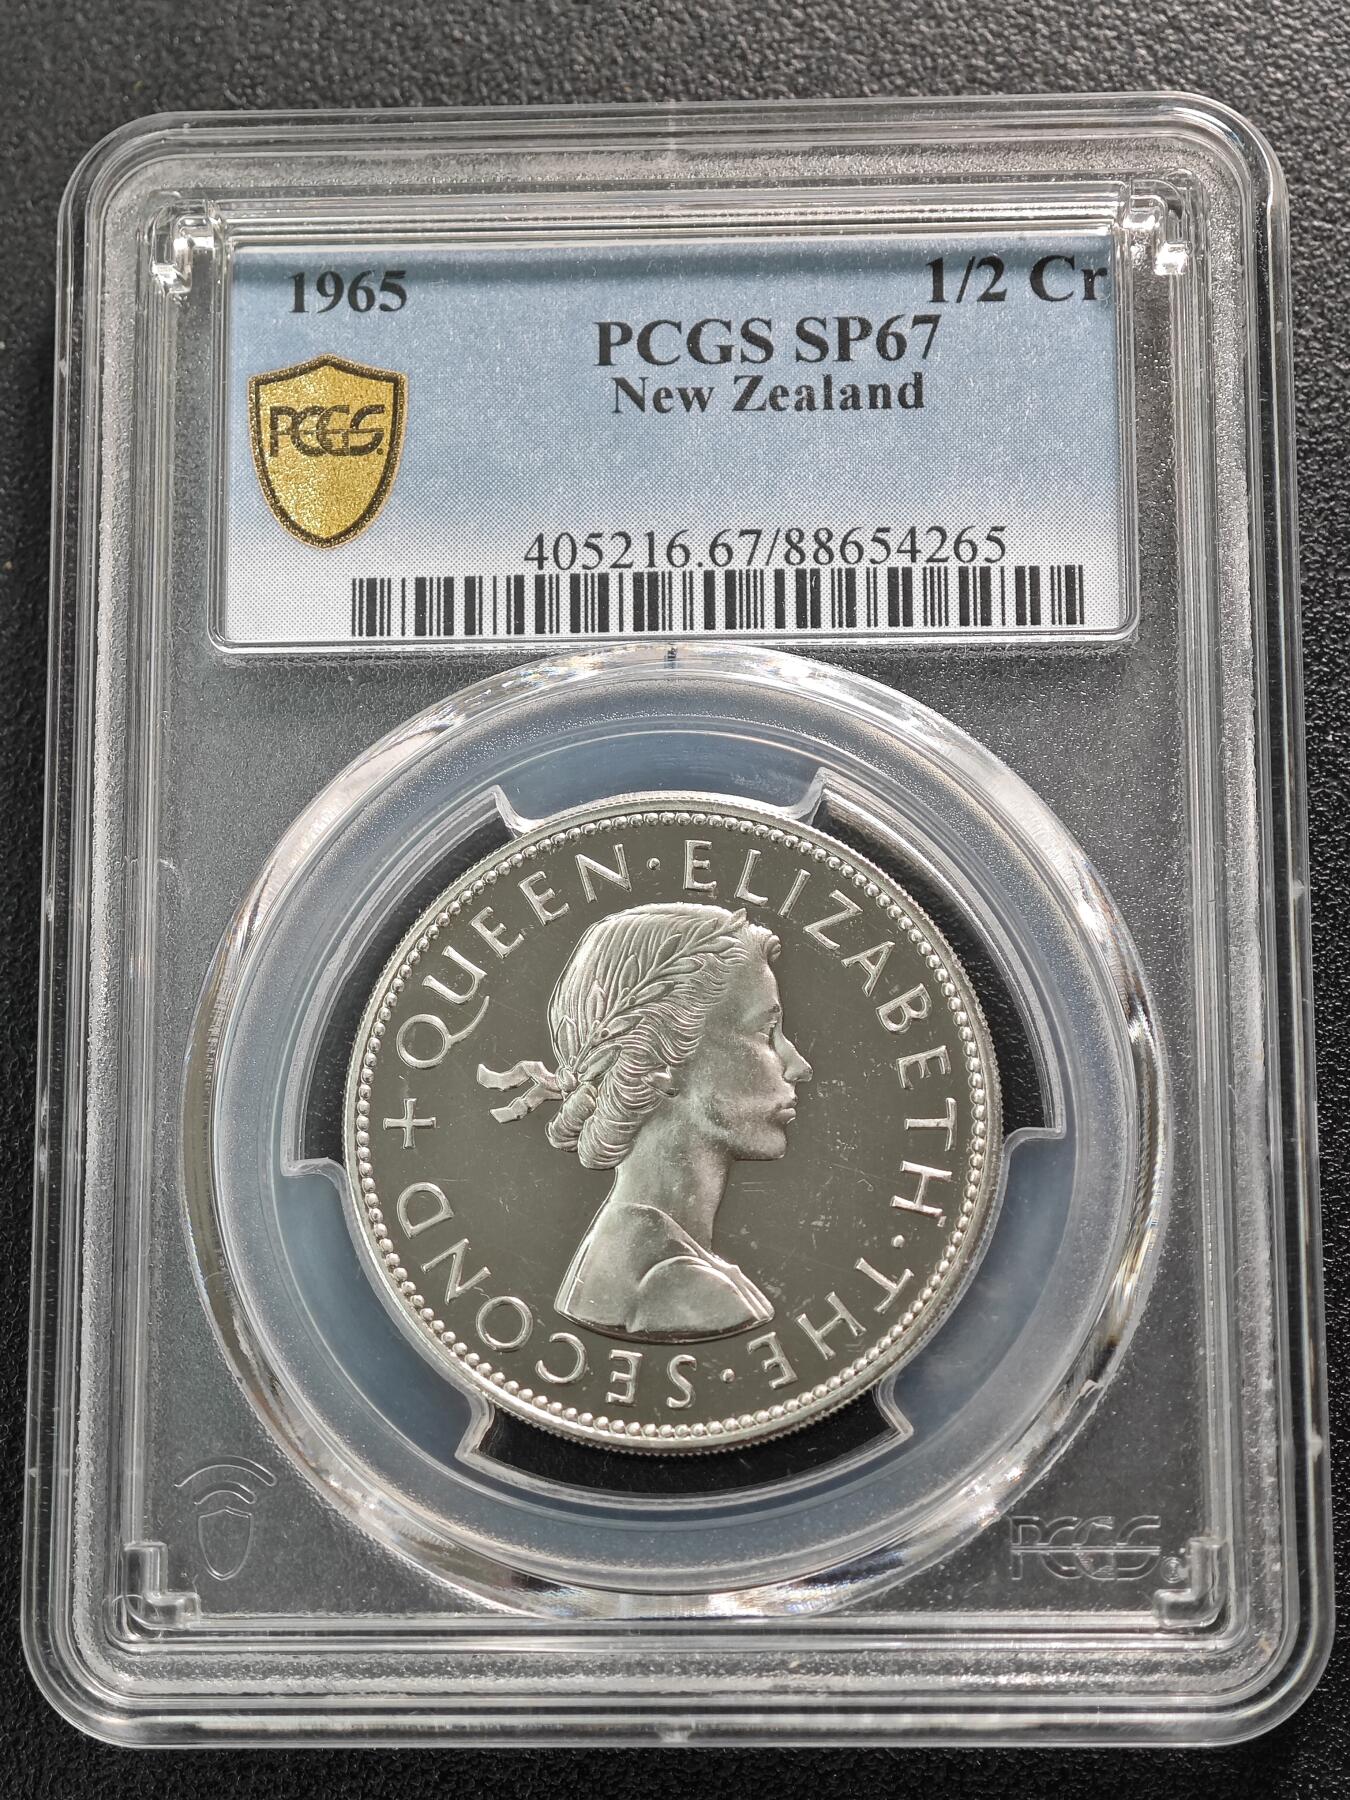 1965
1/2 Cr
PCGS SP67
New Zealand
PCGS
405216.67/88654265
+ QUEEN · ELIZABETH · THE · SECOND
PCGS